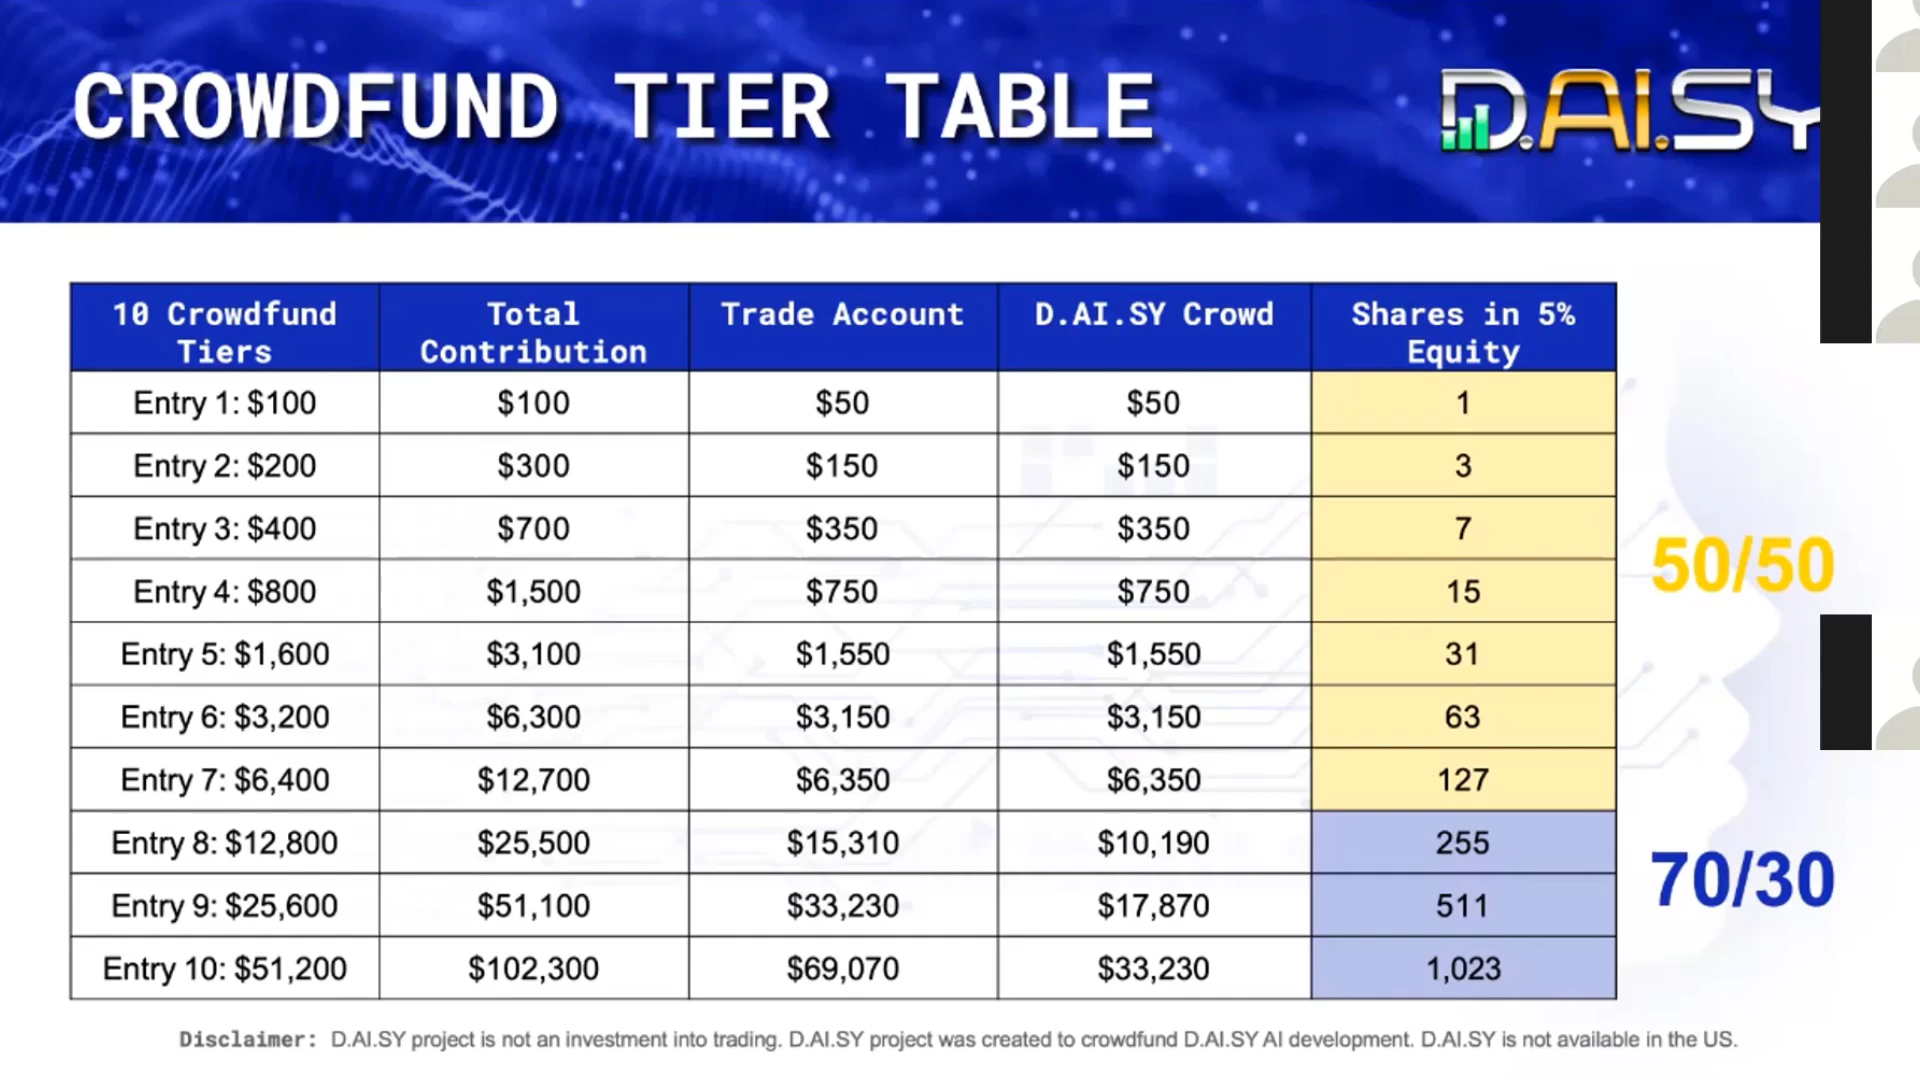 CROWDFUND TIER TABLE
D.AI.SY
10 Crowdfund Tiers Total Contribution Trade Account D.AI.SY Crowd Shares in 5% Equity
Entry 1: $100 $100 $50 $50 1
Entry 2: $200 $300 $150 $150 3
Entry 3: $400 $700 $350 $350 7
50/50
Entry 4: $800 $1,500 $750 $750 15
Entry 5: $1,600 $3,100 $1,550 $1,550 31
Entry 6: $3,200 $6,300 $3,150 $3,150 63
Entry 7: $6,400 $12,700 $6,350 $6,350 127
Entry 8: $12,800 $25,500 $15,310 $10,190 255
70/30
Entry 9: $25,600 $51,100 $33,230 $17,870 511
Entry 10: $51,200 $102,300 $69,070 $33,230 1,023
Disclaimer: D.AI.SY project is not an investment into trading. D.AI.SY project was created to crowdfund D.AI.SY AI development. D.AI.SY is not available in the US.